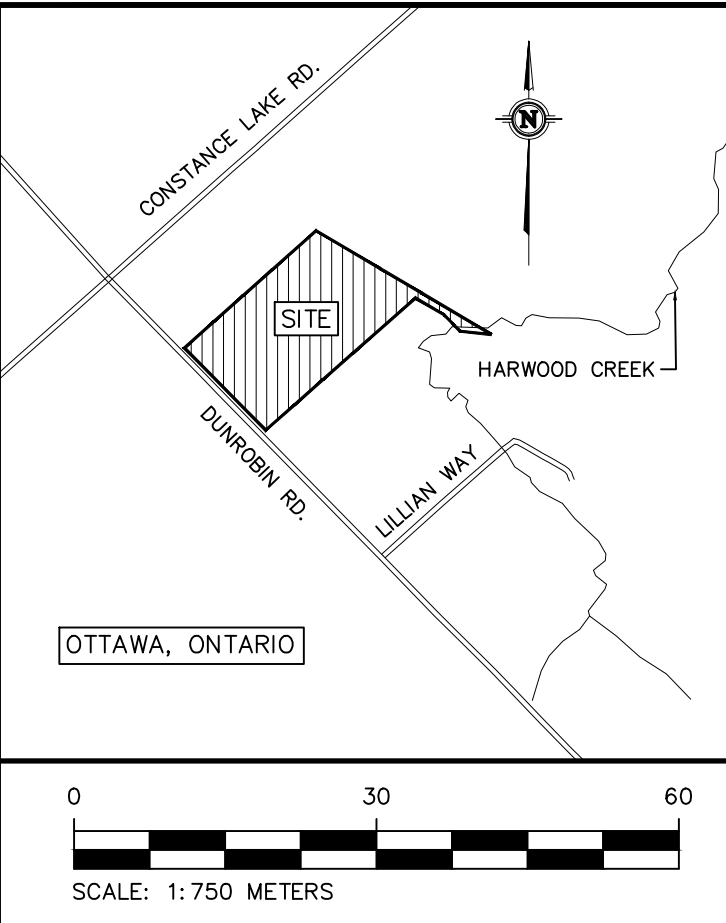 CONSTANCE LAKE RD.
N
SITE
HARWOOD CREEK
DUNROBIN RD.
LILLIAN WAY
OTTAWA, ONTARIO
0 30 60
SCALE: 1:750 METERS